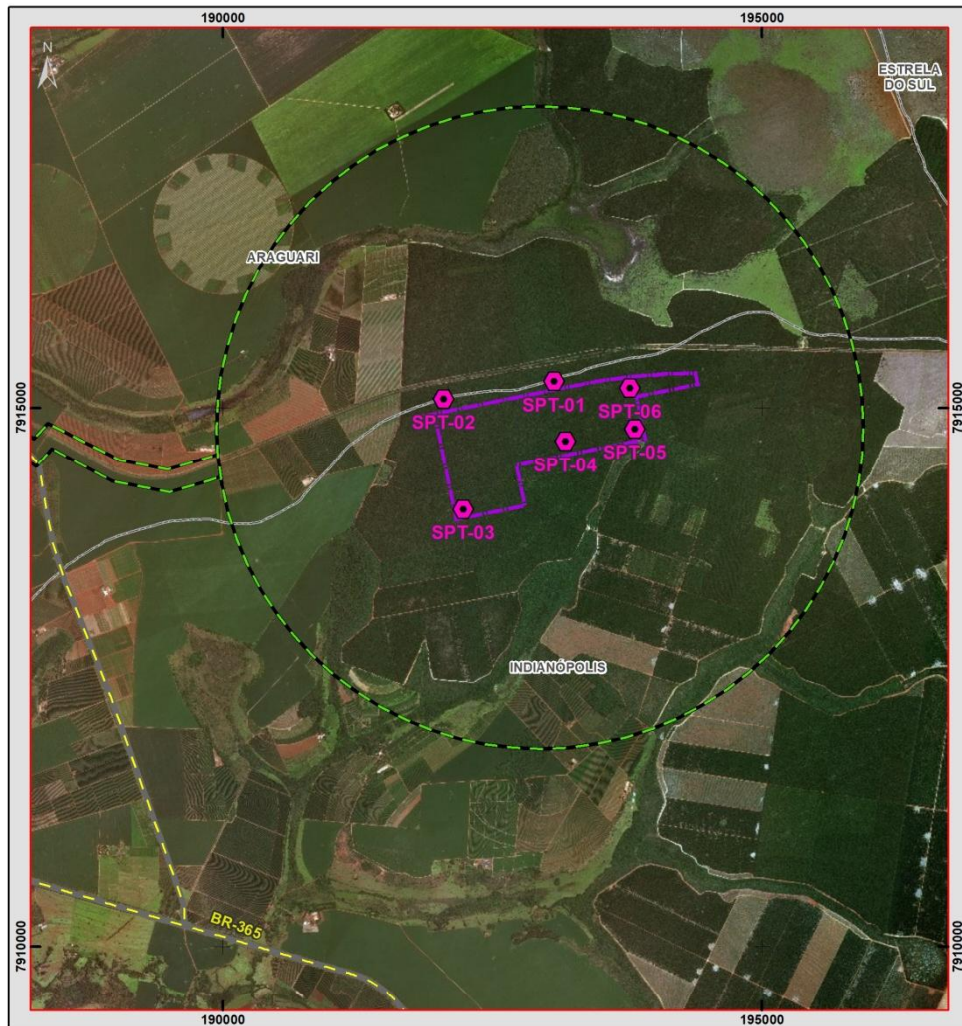 190000
195000
N
ESTRELA
DO SUL
ARAGUARI
7915000
7915000
SPT-01
SPT-06
SPT-02
SPT-05
SPT-04
SPT-03
INDIANÓPOLIS
BR-365
7910000
7910000
190000
195000